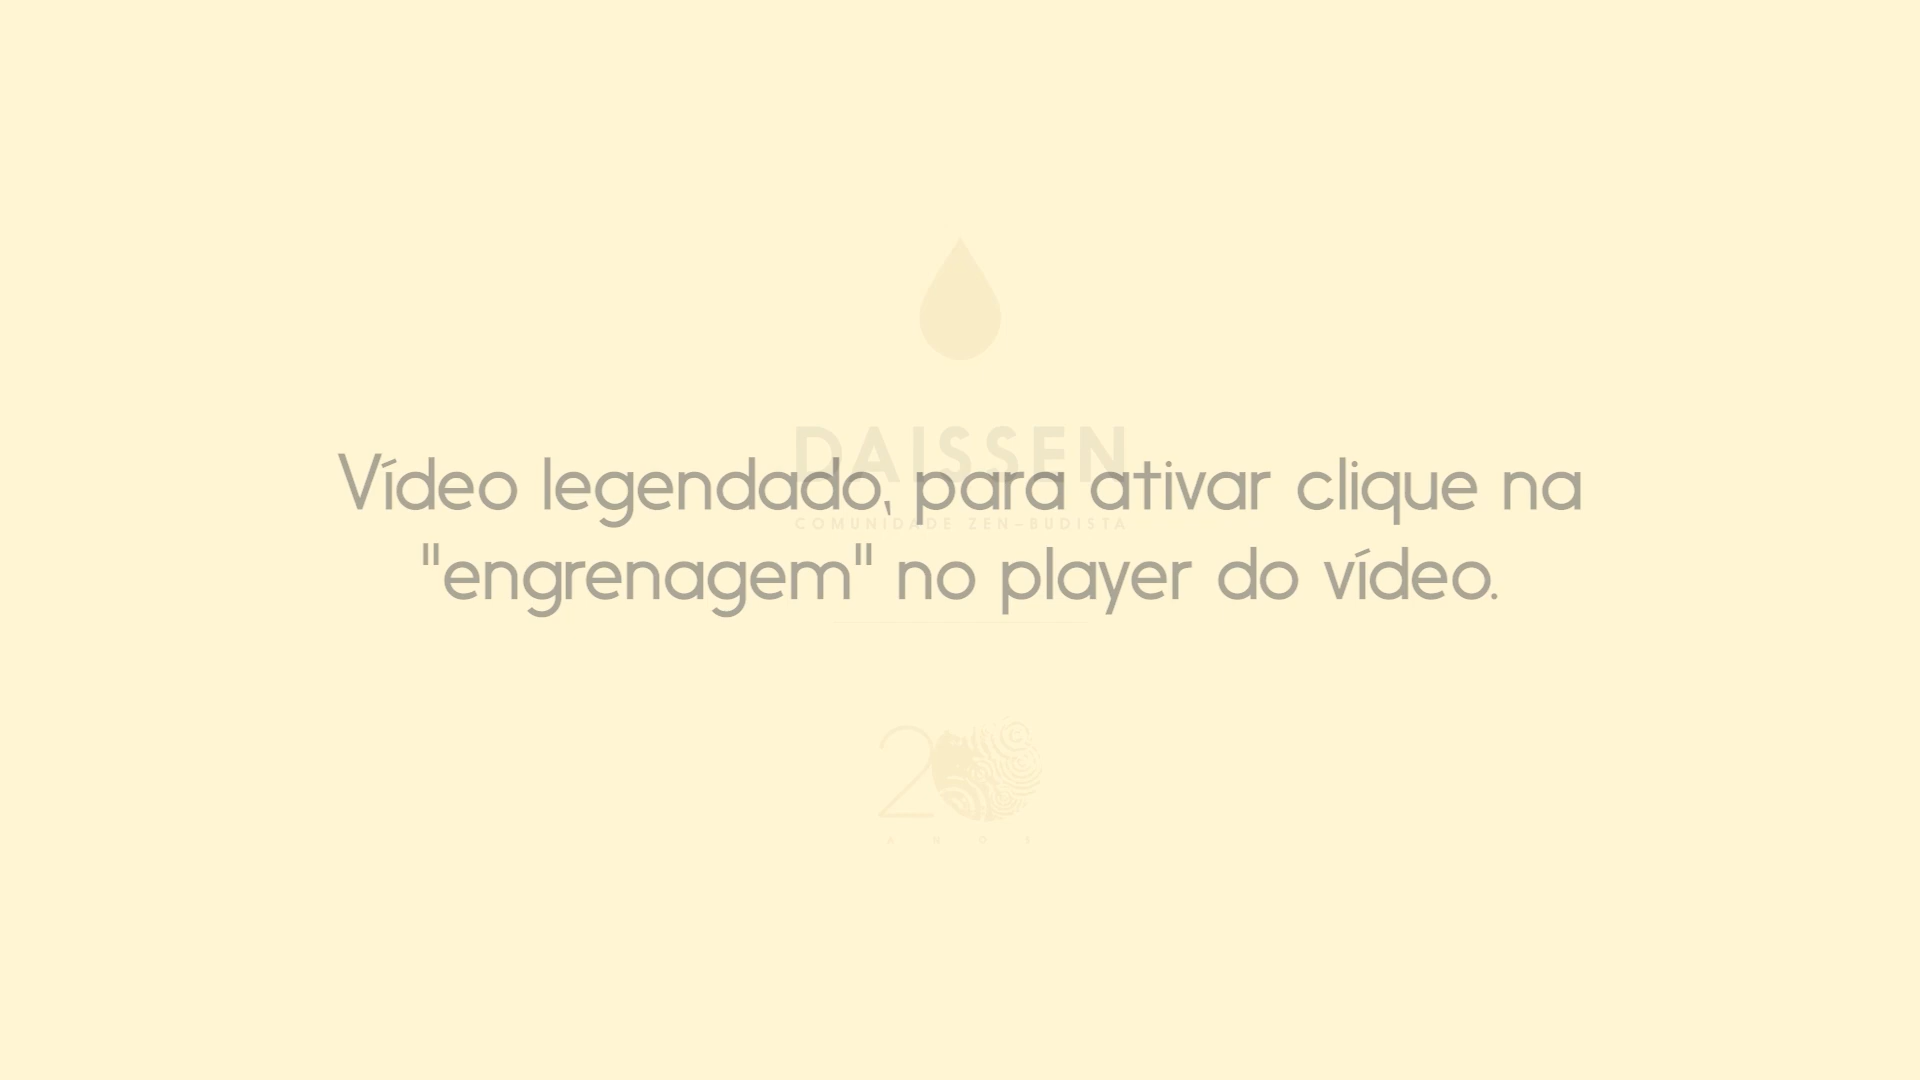 DAISSEN
Vídeo legendado, para ativar clique na
COMUNIDADE ZEN-BUDISTA
"engrenagem" no player do vídeo.
20
ANOS